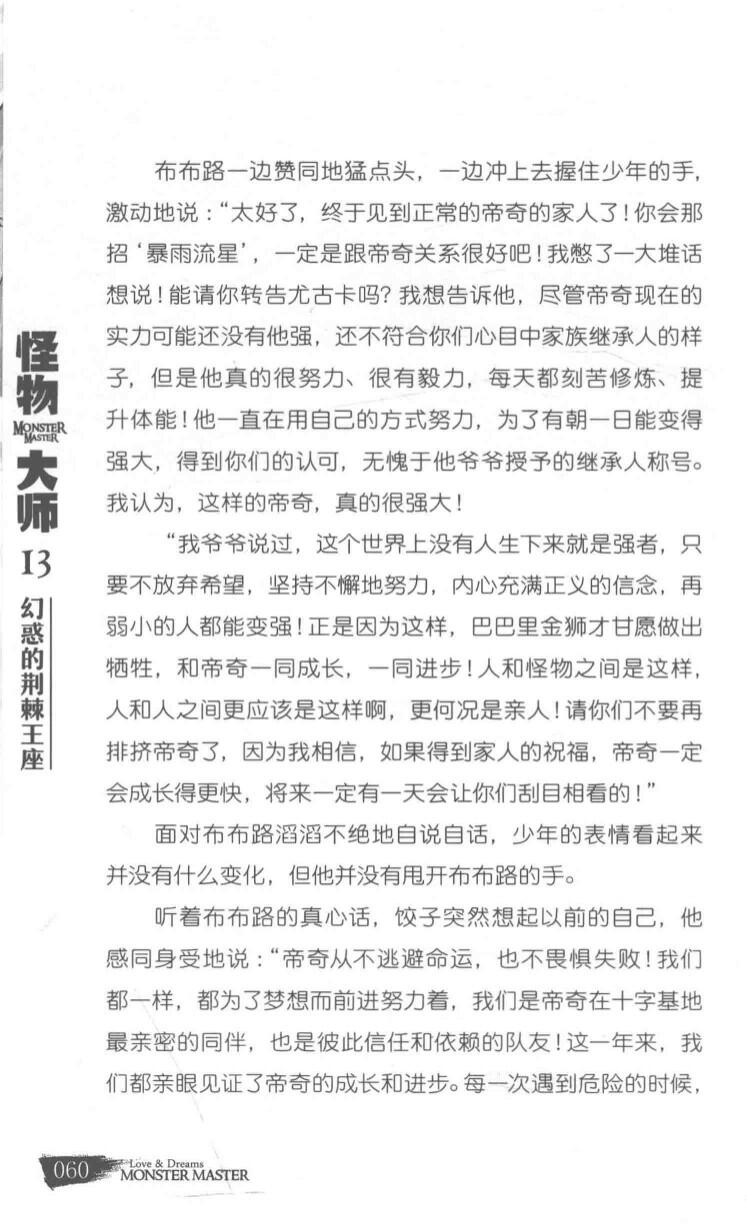 布布路一边赞同地猛点头，一边冲上去握住少年的手，
激动地说：“太好了，终于见到正常的帝奇的家人了！你会那
招‘暴雨流星’，一定是跟帝奇关系很好吧！我憋了一大堆话
想说！能请你转告尤古卡吗？我想告诉他，尽管帝奇现在的
实力可能还没有他强，还不符合你们心目中家族继承人的样
子，但是他真的很努力、很有毅力，每天都刻苦修炼、提
升体能！他一直在用自己的方式努力，为了有朝一日能变得
强大，得到你们的认可，无愧于他爷爷授予的继承人称号。
我认为，这样的帝奇，真的很强大！
“我爷爷说过，这个世界上没有人生下来就是强者，只
要不放弃希望，坚持不懈地努力，内心充满正义的信念，再
弱小的人都能变强！正是因为这样，巴巴里金狮才甘愿做出
牺牲，和帝奇一同成长，一同进步！人和怪物之间是这样，
人和人之间更应该是这样啊，更何况是亲人！请你们不要再
排挤帝奇了，因为我相信，如果得到家人的祝福，帝奇一定
会成长得更快，将来一定有一天会让你们刮目相看的！”
面对布布路滔滔不绝地自说自话，少年的表情看起来
并没有什么变化，但他并没有甩开布布路的手。
听着布布路的真心话，饺子突然想起以前的自己，他
感同身受地说：“帝奇从不逃避命运，也不畏惧失败！我们
都一样，都为了梦想而前进努力着，我们是帝奇在十字基地
最亲密的同伴，也是彼此信任和依赖的队友！这一年来，我
们都亲眼见证了帝奇的成长和进步。每一次遇到危险的时候，
怪物
MONSTER
MASTER
大师
13
幻惑的荆棘王座
060
Love & Dreams
MONSTER MASTER